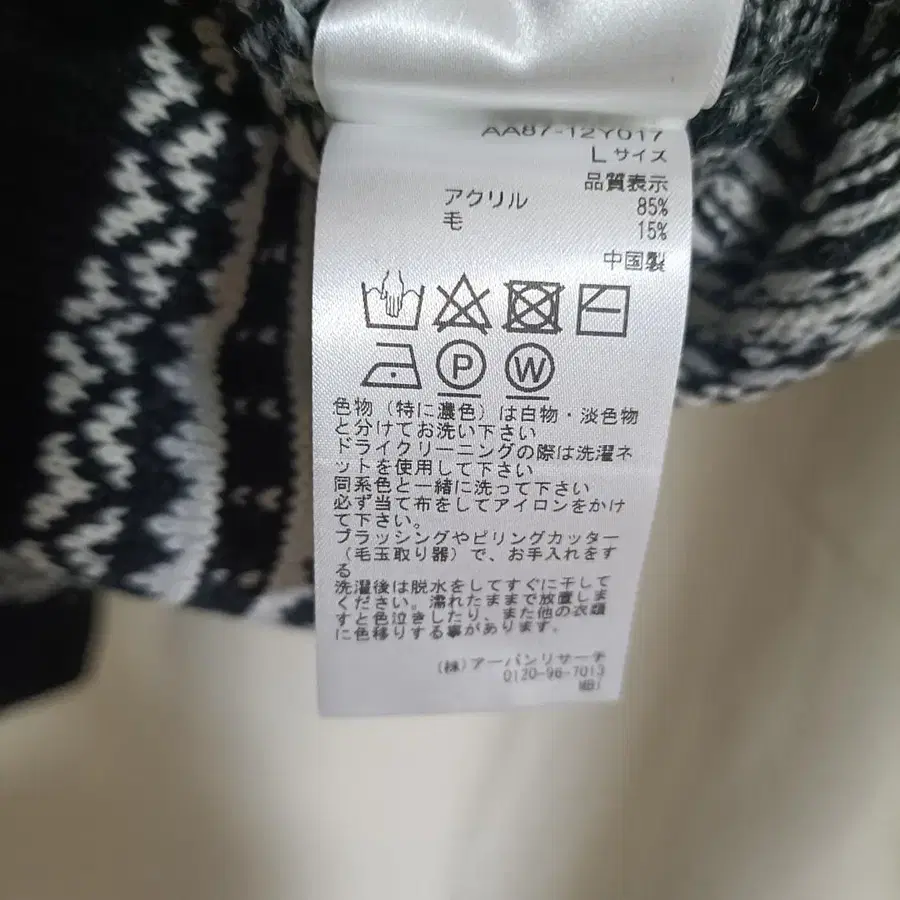 AA87-12Y017
Lサイズ
品質表示
アクリル 85%
毛 15%
中国製
P W
色物（特に濃色）は白物・淡色物
と分けてお洗い下さい
ドライクリーニングの際は洗濯ネ
ットを使用して下さい
同系色と一緒に洗って下さい
必ず当て布をしてアイロンをかけ
て下さい。
ブラッシングやピリングカッター
（毛玉取り器）で、お手入れをす
る
洗濯後は脱水をしてすぐに干して
ください。濡れたままで放置しま
すと色泣きしたり、また他の衣類
に色移りする事があります。
(株)アーバンリサーチ
0120-96-7013